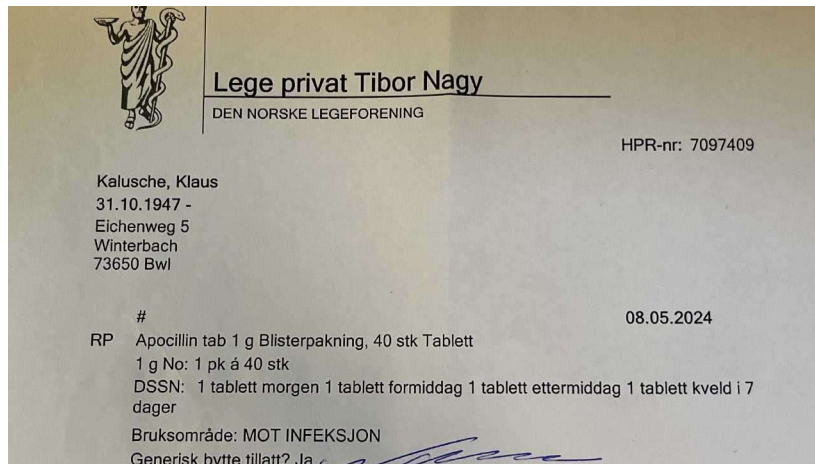 Lege privat Tibor Nagy
DEN NORSKE LEGEFORENING
HPR-nr: 7097409
Kalusche, Klaus
31.10.1947 -
Eichenweg 5
Winterbach
73650 Bwl
# 08.05.2024
RP Apocillin tab 1 g Blisterpakning, 40 stk Tablett
1 g No: 1 pk á 40 stk
DSSN: 1 tablett morgen 1 tablett formiddag 1 tablett ettermiddag 1 tablett kveld i 7
dager
Bruksområde: MOT INFEKSJON
Generisk bytte tillatt? Ja